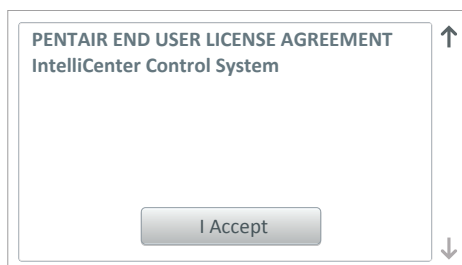 PENTAIR END USER LICENSE AGREEMENT
IntelliCenter Control System
I Accept